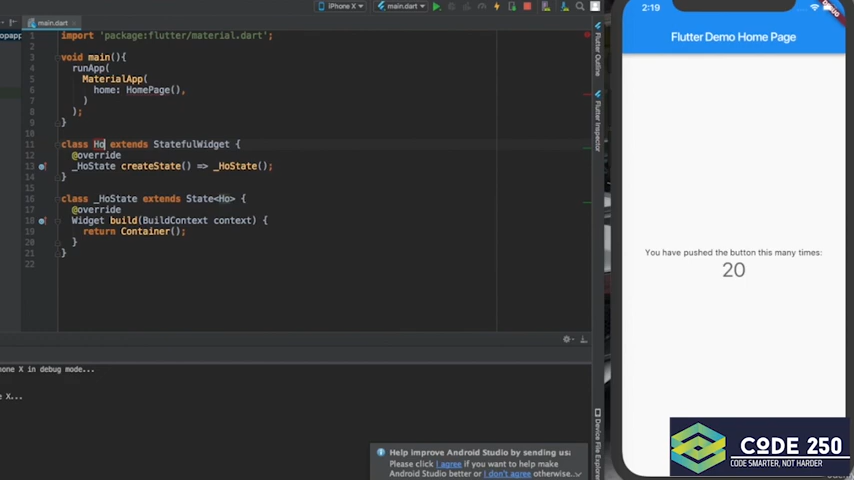 iPhone X
main.dart
2:19
DEBUG
opapp
main.dart
1 import 'package:flutter/material.dart';
2
3 void main(){
4 runApp(
5 MaterialApp(
6 home: HomePage(),
7 )
8 );
9 }
10
11 class Ho extends StatefulWidget {
12 @override
13 _HoState createState() => _HoState();
14 }
15
16 class _HoState extends State<Ho> {
17 @override
18 Widget build(BuildContext context) {
19 return Container();
20 }
21 }
22
Flutter Outline
Flutter Inspector
Device File Explorer
Flutter Demo Home Page
You have pushed the button this many times:
20
hone X in debug mode...
e X...
Help improve Android Studio by sending us:
Please click I agree if you want to help make
Android Studio better or I don't agree otherwise...
CODE 250
CODE SMARTER, NOT HARDER